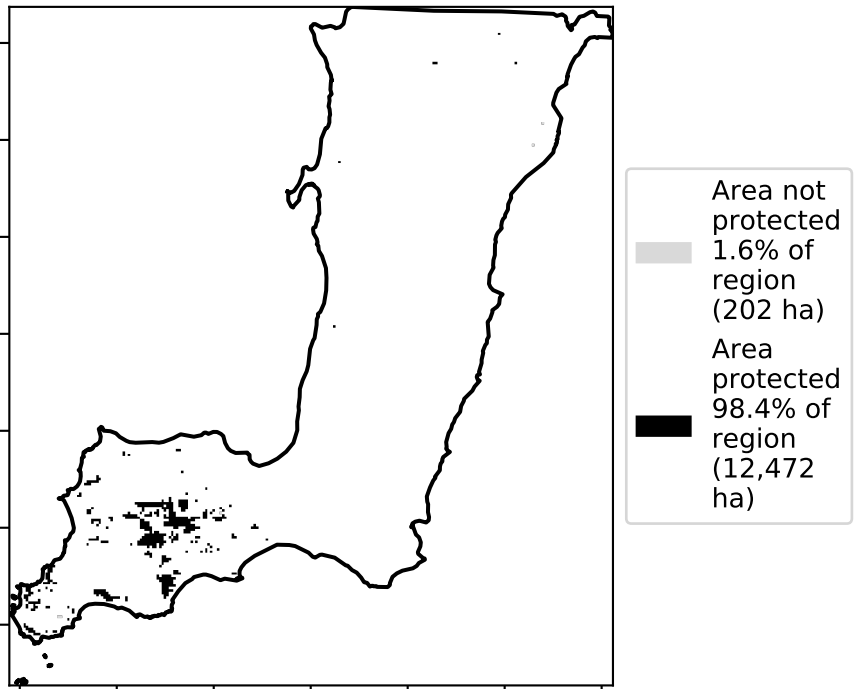 Area not
protected
1.6% of
region
(202 ha)
Area
protected
98.4% of
region
(12,472
ha)